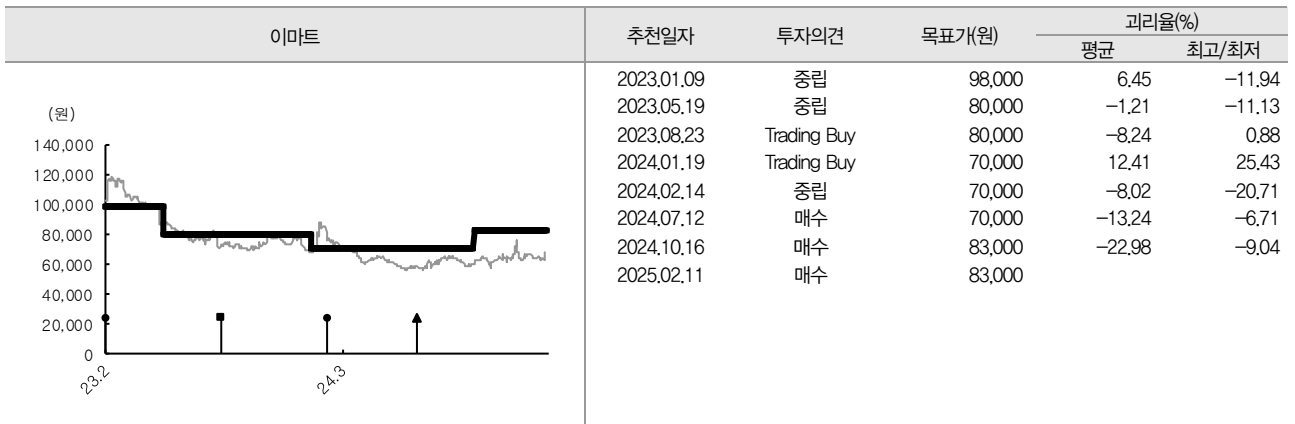 이마트
추천일자 투자의견 목표가(원) 괴리율(%)
평균 최고/최저
(원)
140,000
120,000
100,000
80,000
60,000
40,000
20,000
0
23.2
24.3
2023.01.09 중립 98,000 6.45 -11.94
2023.05.19 중립 80,000 -1.21 -11.13
2023.08.23 Trading Buy 80,000 -8.24 0.88
2024.01.19 Trading Buy 70,000 12.41 25.43
2024.02.14 중립 70,000 -8.02 -20.71
2024.07.12 매수 70,000 -13.24 -6.71
2024.10.16 매수 83,000 -22.98 -9.04
2025.02.11 매수 83,000